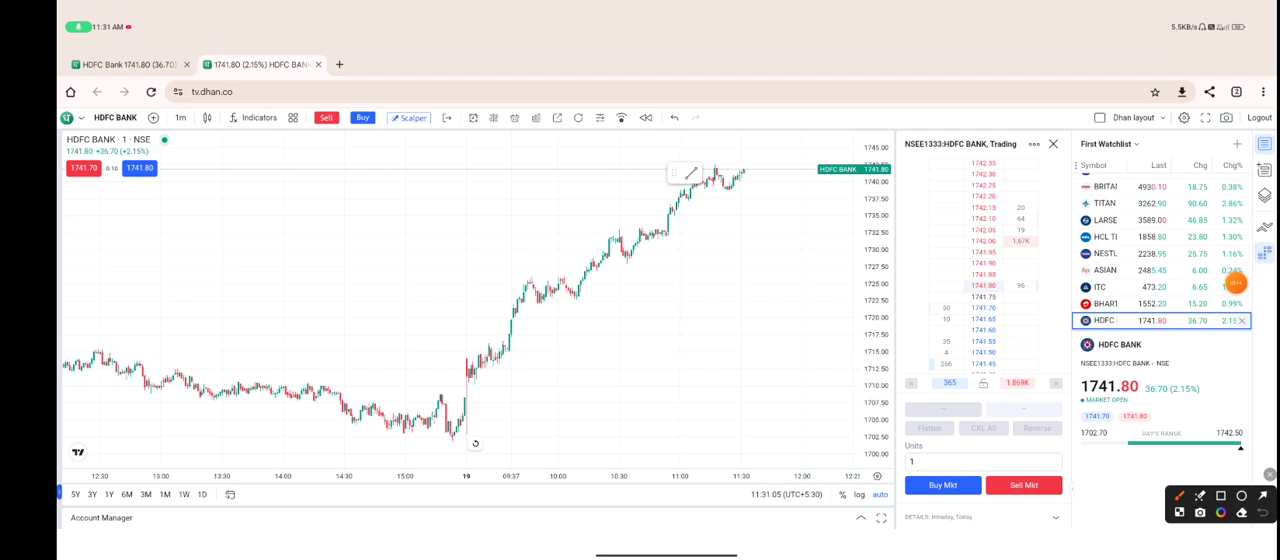 11:31 AM
5.5KB/s
HDFC Bank 1741.80 (36.70)
1741.80 (2.15%) HDFC BAN
tv.dhan.co
2
HDFC BANK
1m
Indicators
Sell
Buy
Scalper
Dhan layout
Logout
HDFC BANK · 1 · NSE
1741.80 +36.70 (+2.15%)
1741.70
0.10
1741.80
1745.00
HDFC BANK 1741.80
1740.00
1737.50
1735.00
1732.50
1730.00
1727.50
1725.00
1722.50
1720.00
1717.50
1715.00
1712.50
1710.00
1707.50
1705.00
1702.50
1700.00
12:30
13:00
13:30
14:00
14:30
15:00
19
09:37
10:00
10:30
11:00
11:30
12:00
12:25
5Y
3Y
1Y
6M
3M
1M
1W
1D
11:31:05 (UTC+5:30)
%
log
auto
Account Manager
NSEE1333:HDFC BANK, Trading
1742.35
1742.30
1742.25
1742.20
1742.15 20
1742.10 64
1742.05 19
1742.00 1.67K
1741.95
1741.90
1741.85
1741.80 96
1741.75
50 1741.70
10 1741.65
1741.60
35 1741.55
4 1741.50
266 1741.45
365
1.869K
Flatten
CXL All
Reverse
Units
1
Buy Mkt
Sell Mkt
DETAILS: Intraday, Today
First Watchlist
Symbol Last Chg Chg%
BRITA 4930.10 18.75 0.38%
TITAN 3262.90 90.60 2.86%
LARSE 3589.00 46.85 1.32%
HCL TI 1858.80 23.80 1.30%
NESTL 2238.95 25.75 1.16%
ASIAN 2485.45 6.00 0.24%
ITC 473.20 6.65
BHART 1552.20 15.20 0.99%
HDFC 1741.80 36.70 2.15
HDFC BANK
NSEE1333:HDFC BANK · NSE
1741.80 36.70 (2.15%)
MARKET OPEN
1741.70
1741.80
1702.70 DAY'S RANGE 1742.50